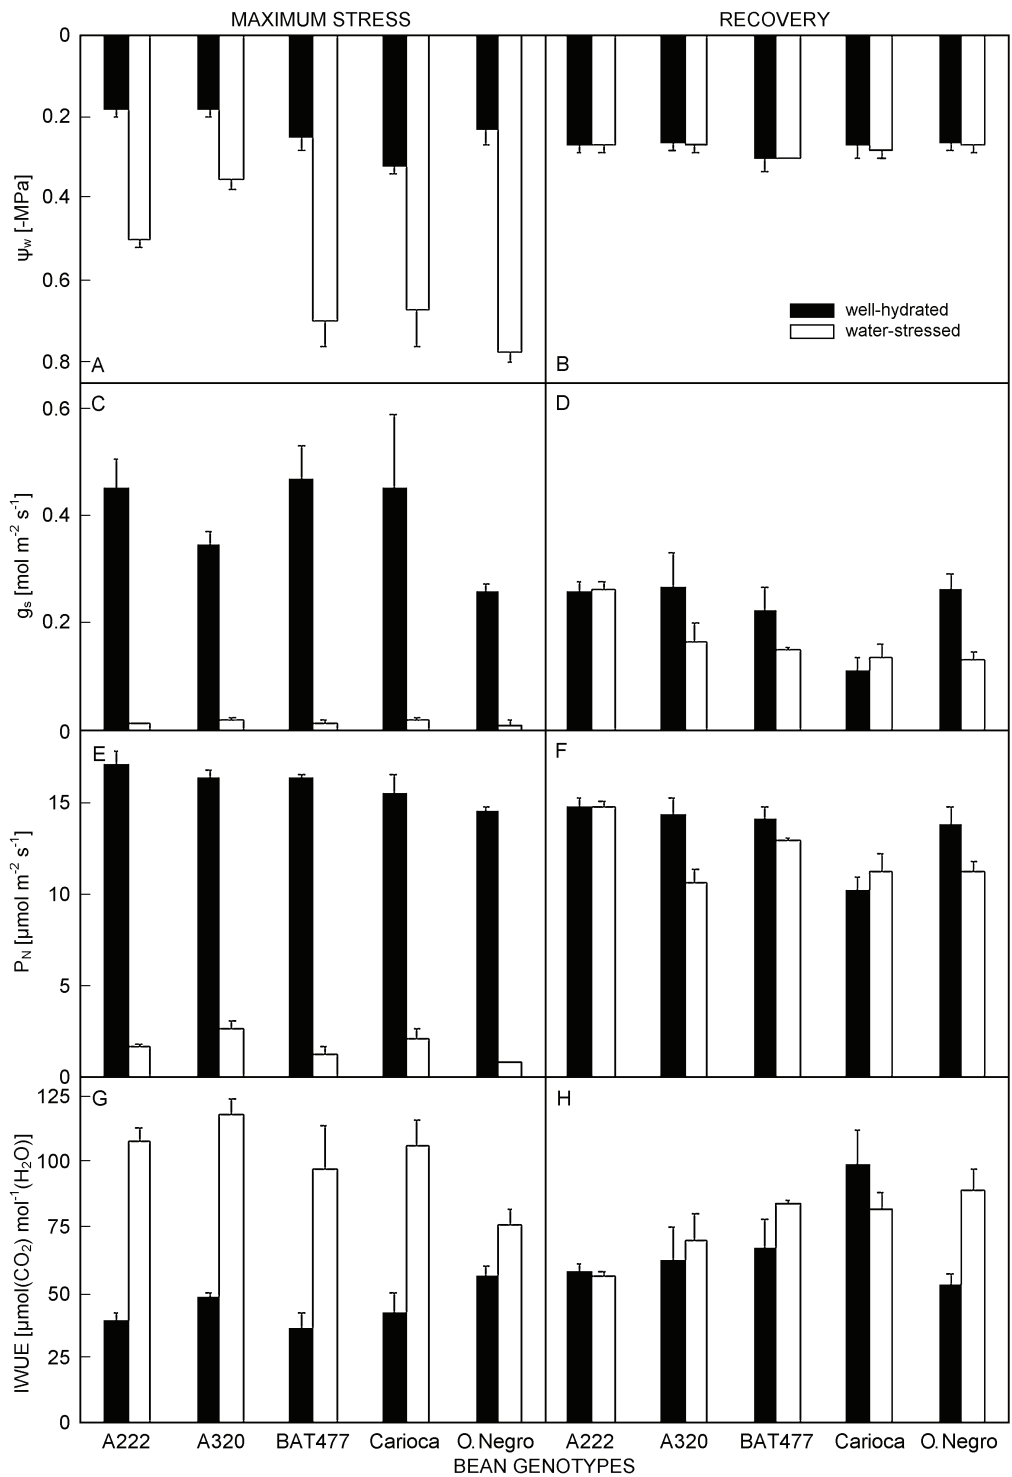 MAXIMUM STRESS
RECOVERY
0
0.2
0.4
0.6
0.8
Ψw [-MPa]
A
B
well-hydrated
water-stressed
0.6
0.4
0.2
0
gs [mol m-2 s-1]
C
D
15
10
5
0
PN [µmol m-2 s-1]
E
F
125
100
75
50
25
0
IWUE [µmol(CO2) mol-1(H2O)]
G
H
A222 A320 BAT477 Carioca O.Negro A222 A320 BAT477 Carioca O.Negro
BEAN GENOTYPES